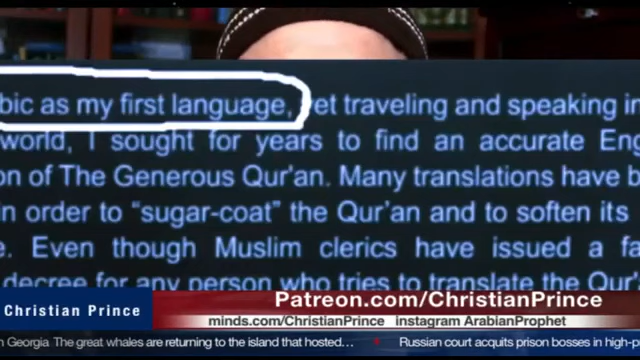 bic as my first language, yet traveling and speaking in
world, I sought for years to find an accurate Eng
on of The Generous Qur'an. Many translations have b
in order to "sugar-coat" the Qur'an and to soften its
e. Even though Muslim clerics have issued a fa
decree for any person who tries to translate the Qur'
Patreon.com/ChristianPrince
Christian Prince
minds.com/ChristianPrince instagram ArabianProphet
n Georgia The great whales are returning to the island that hosted... Russian court acquits prison bosses in high-p